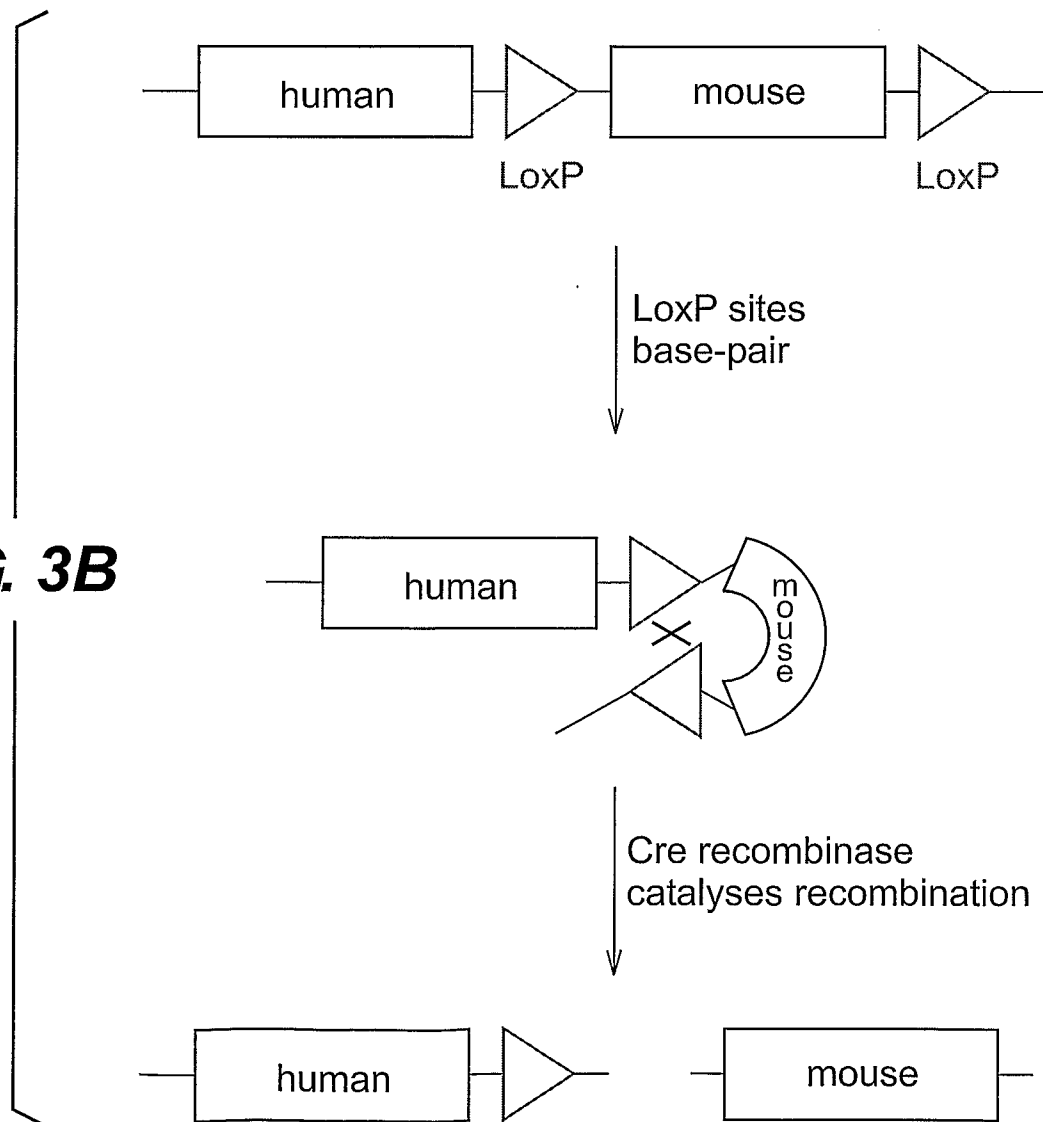 human
mouse
LoxP
LoxP
LoxP sites
base-pair
3B
human
mouse
Cre recombinase
catalyses recombination
human
mouse